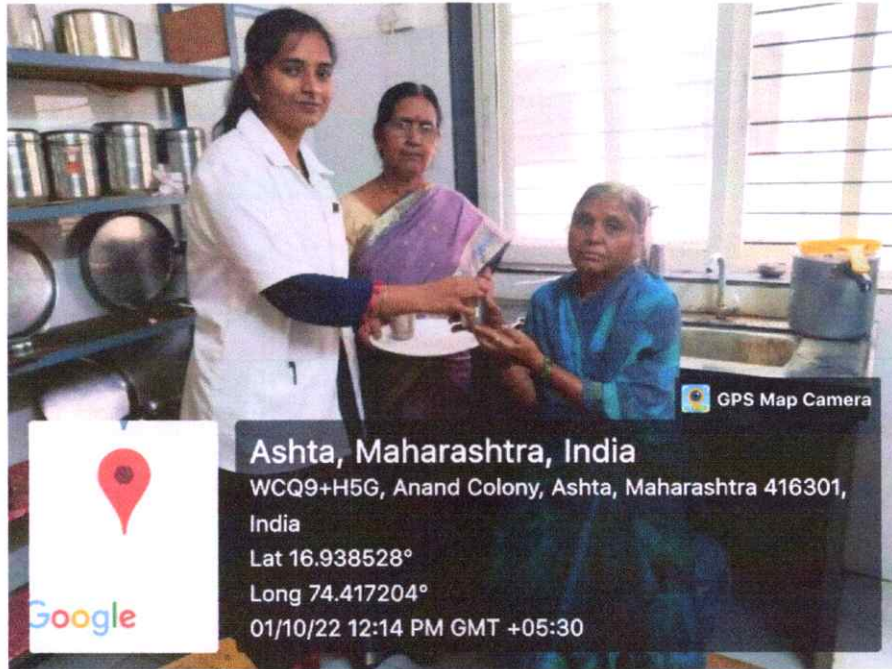 GPS Map Camera
Ashta, Maharashtra, India
WCQ9+H5G, Anand Colony, Ashta, Maharashtra 416301,
India
Lat 16.938528°
Long 74.417204°
01/10/22 12:14 PM GMT +05:30
Google